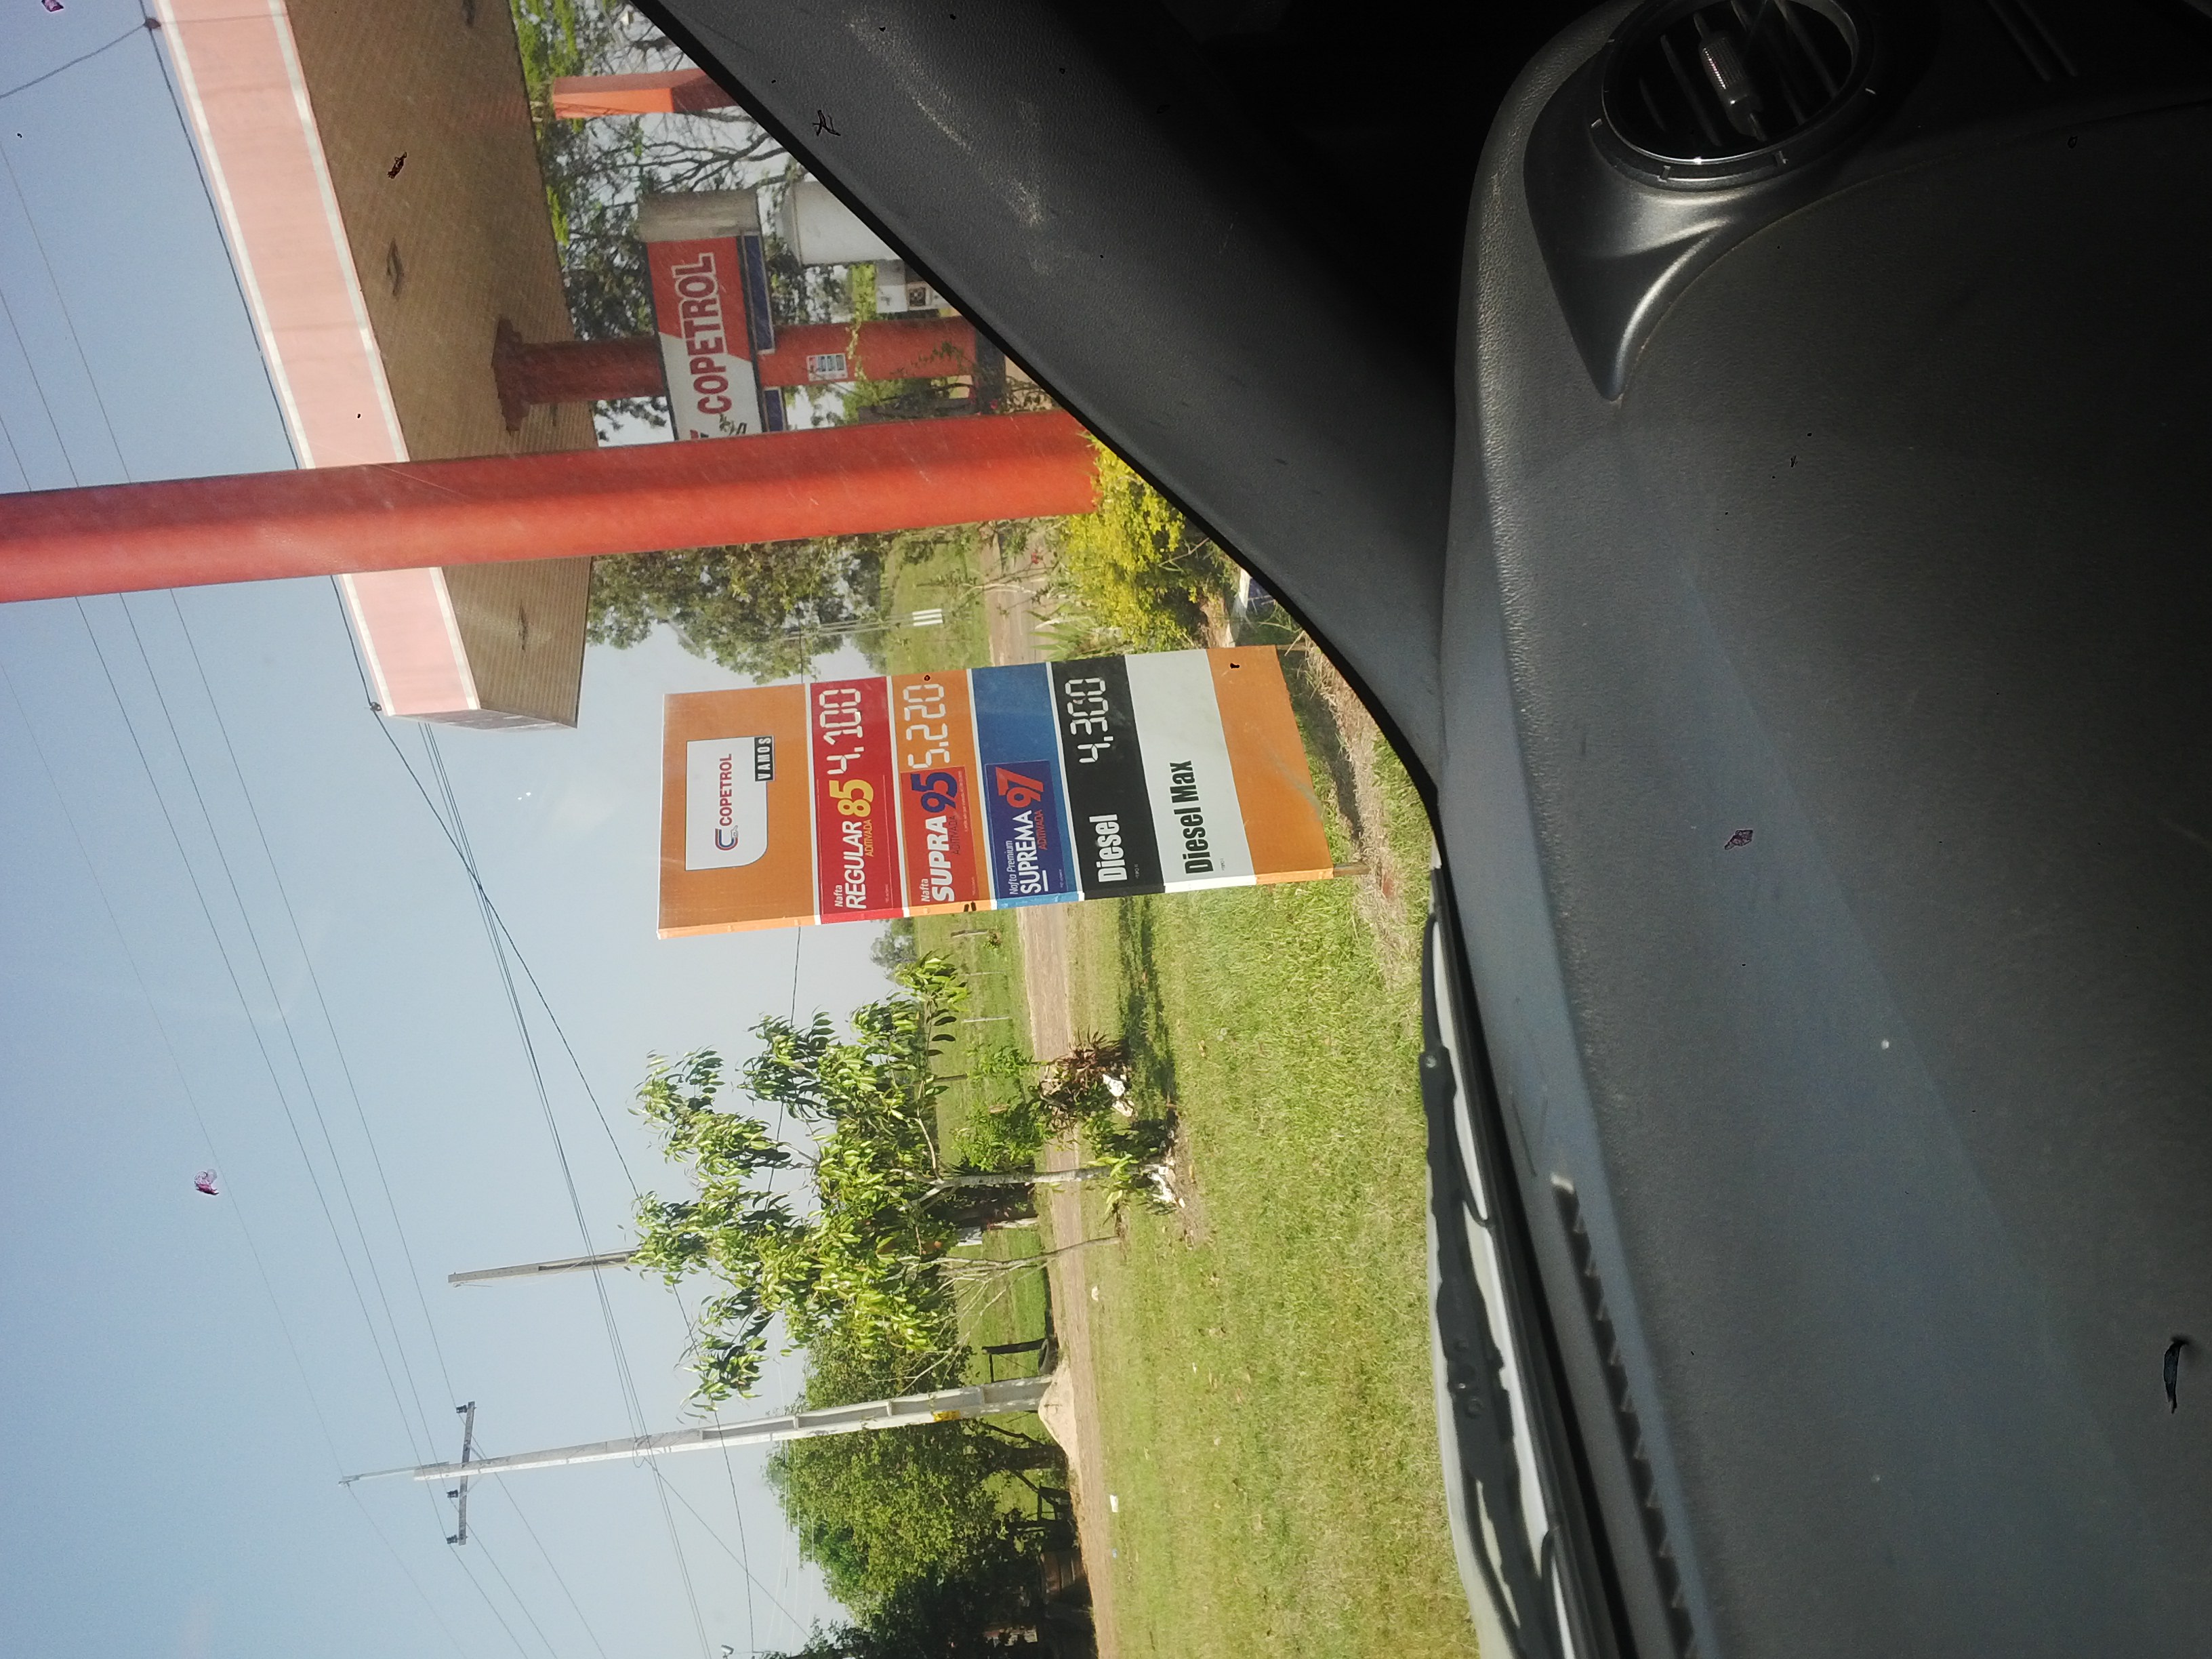 COPETROL
COPETROL
VAMOS
Nafta
REGULAR 85 4.100
ADITIVADA
Nafta
SUPRA 95 5.220
ADITIVADA
Nafta Premium
SUPREMA 97
ADITIVADA
Diesel 4.300
Diesel Max